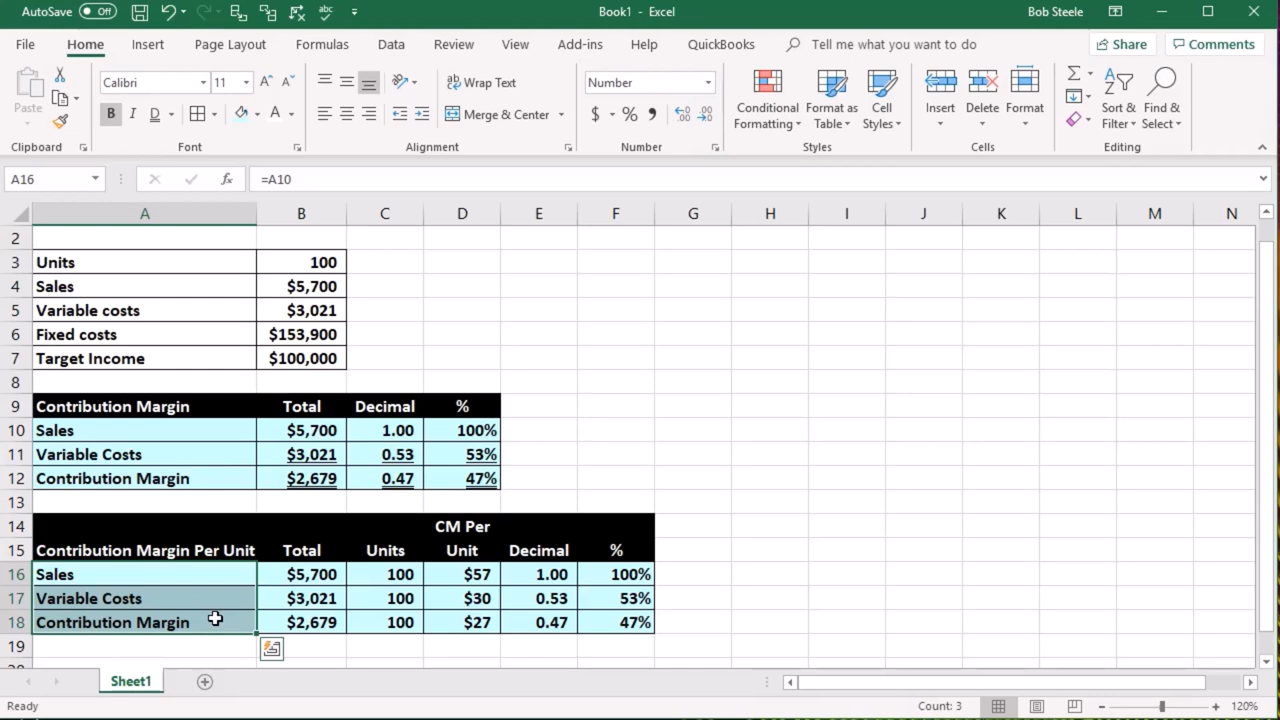 AutoSave Off Book1 - Excel Bob Steele
File Home Insert Page Layout Formulas Data Review View Add-ins Help QuickBooks Tell me what you want to do Share Comments
Paste Calibri 11 Wrap Text Number Conditional Formatting Format as Table Cell Styles Insert Delete Format Sort & Filter Find & Select
B I D A Merge & Center $ % ,
Clipboard Font Alignment Number Styles Cells Editing
A16 fx =A10
A B C D E F G H I J K L M N
2
3 Units 100
4 Sales $5,700
5 Variable costs $3,021
6 Fixed costs $153,900
7 Target Income $100,000
8
9 Contribution Margin Total Decimal %
10 Sales $5,700 1.00 100%
11 Variable Costs $3,021 0.53 53%
12 Contribution Margin $2,679 0.47 47%
13
14 CM Per
15 Contribution Margin Per Unit Total Units Unit Decimal %
16 Sales $5,700 100 $57 1.00 100%
17 Variable Costs $3,021 100 $30 0.53 53%
18 Contribution Margin $2,679 100 $27 0.47 47%
19
Sheet1
Ready Count: 3 120%